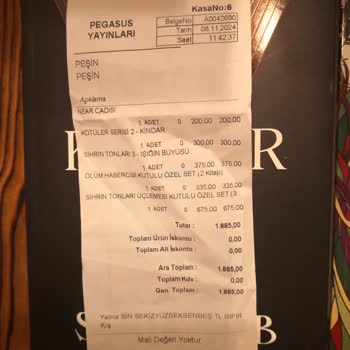 KasaNo:6
PEGASUS
YAYINLARI
BelgeNo A0042690
Tarih 08.11.2024
Saat 11:42:37
PEŞİN
PEŞİN
Açıklama
NEAR CADISI
1 ADET 0 200,00 200,00
KÖTÜLER SERİSİ 2 - KİNDAR
1 ADET 0 300,00 300,00
SİHRİN TONLARI 3 - IŞIĞIN BÜYÜSÜ
1 ADET 0 375,00 375,00
ÖLÜM HABERCİSİ KUTULU ÖZEL SET (2 Kitap)
1 ADET 0 335,00 335,00
SİHRİN TONLARI ÜÇLEMESİ KUTULU ÖZEL SET (3
1 ADET 0 675,00 675,00
Tutar : 1.885,00
Toplam Ürün İskonto : 0,00
Toplam Alt İskonto : 0,00
Ara Toplam : 1.885,00
Toplam Kdv : 0,00
Gen. Toplam : 1.885,00
Yalnız BİN SEKİZYÜZSEKSENBEŞ TL SIFIR
Krş
Mali Değeri Yoktur
K R
S B